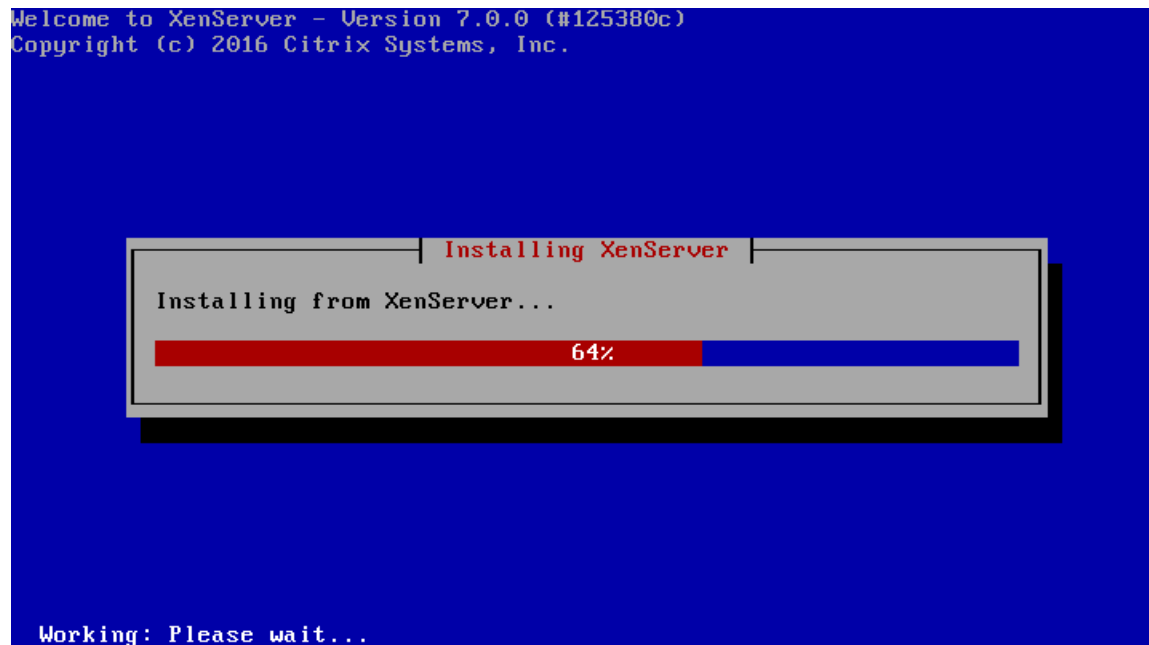 Welcome to XenServer - Version 7.0.0 (#125380c)
Copyright (c) 2016 Citrix Systems, Inc.
Installing XenServer
Installing from XenServer...
64%
Working: Please wait...